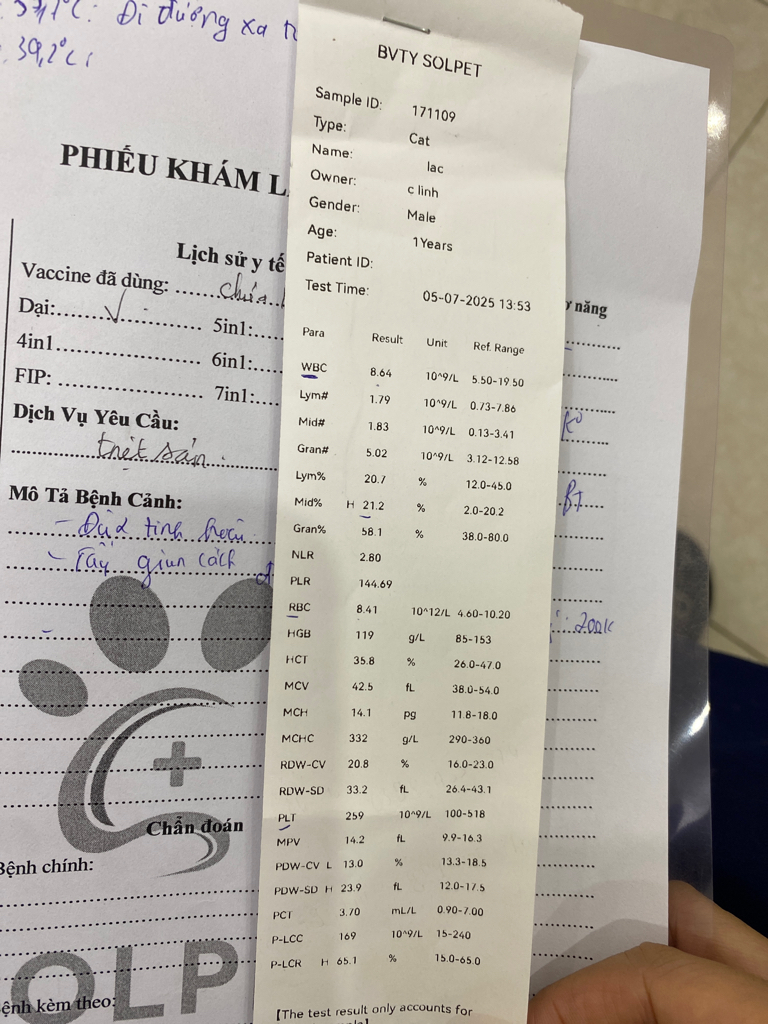 37,1°C: Đi đường xa
39,2°C
PHIẾU KHÁM L
Lịch sử y tế
Vaccine đã dùng: chưa
Dại: √ 5in1:
4in1 6in1:
FIP: 7in1:
Dịch Vụ Yêu Cầu:
triệt sản
Mô Tả Bệnh Cảnh:
- Đực tinh hoàn
- Tẩy giun cách đ
Chẩn đoán
Bệnh chính:
OLP
ệnh kèm theo:
BVTY SOLPET
Sample ID: 171109
Type: Cat
Name: lac
Owner: c linh
Gender: Male
Age: 1Years
Patient ID:
Test Time: 05-07-2025 13:53
Para Result Unit Ref. Range
WBC 8.64 10^9/L 5.50-19.50
Lym# 1.79 10^9/L 0.73-7.86
Mid# 1.83 10^9/L 0.13-3.41
Gran# 5.02 10^9/L 3.12-12.58
Lym% 20.7 % 12.0-45.0
Mid% H 21.2 % 2.0-20.2
Gran% 58.1 % 38.0-80.0
NLR 2.80
PLR 144.69
RBC 8.41 10^12/L 4.60-10.20
HGB 119 g/L 85-153
HCT 35.8 % 26.0-47.0
MCV 42.5 fL 38.0-54.0
MCH 14.1 pg 11.8-18.0
MCHC 332 g/L 290-360
RDW-CV 20.8 % 16.0-23.0
RDW-SD 33.2 fL 26.4-43.1
PLT 259 10^9/L 100-518
MPV 14.2 fL 9.9-16.3
PDW-CV L 13.0 % 13.3-18.5
PDW-SD H 23.9 fL 12.0-17.5
PCT 3.70 mL/L 0.90-7.00
P-LCC 169 10^9/L 15-240
P-LCR H 65.1 % 15.0-65.0
[The test result only accounts for
năng
BT
200k